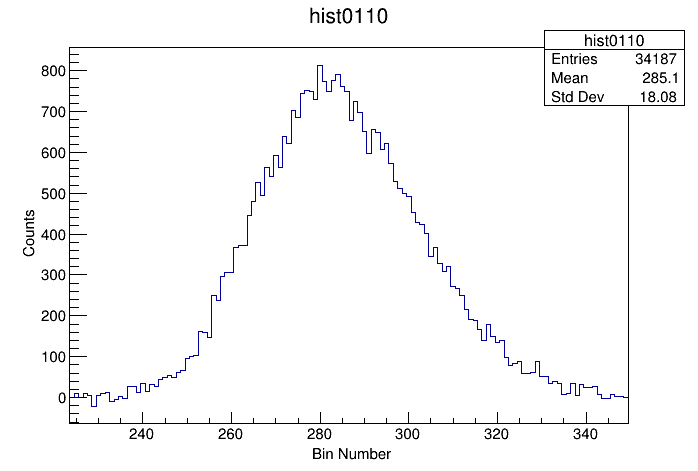 hist0110
hist0110
Entries 34187
Mean 285.1
Std Dev 18.08
800
700
600
500
400
300
200
100
0
Counts
240 260 280 300 320 340
Bin Number